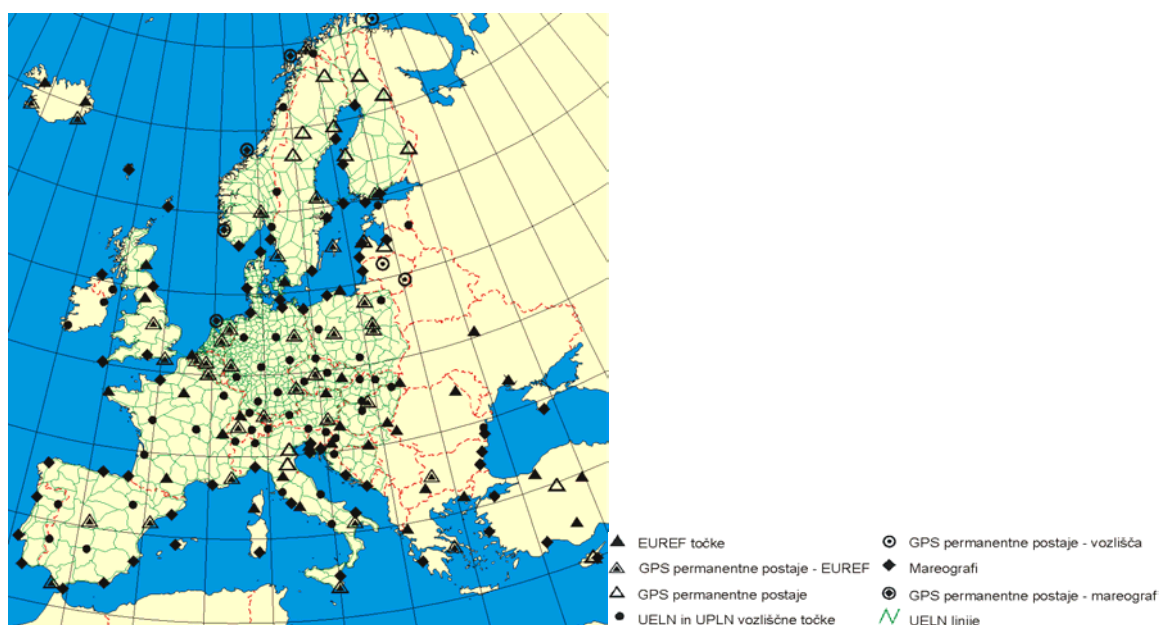 EUREF točke
GPS permanentne postaje - EUREF
GPS permanentne postaje
UELN in UPLN vozliščne točke
GPS permanentne postaje - vozlišča
Mareografi
GPS permanentne postaje - mareograf
UELN linije